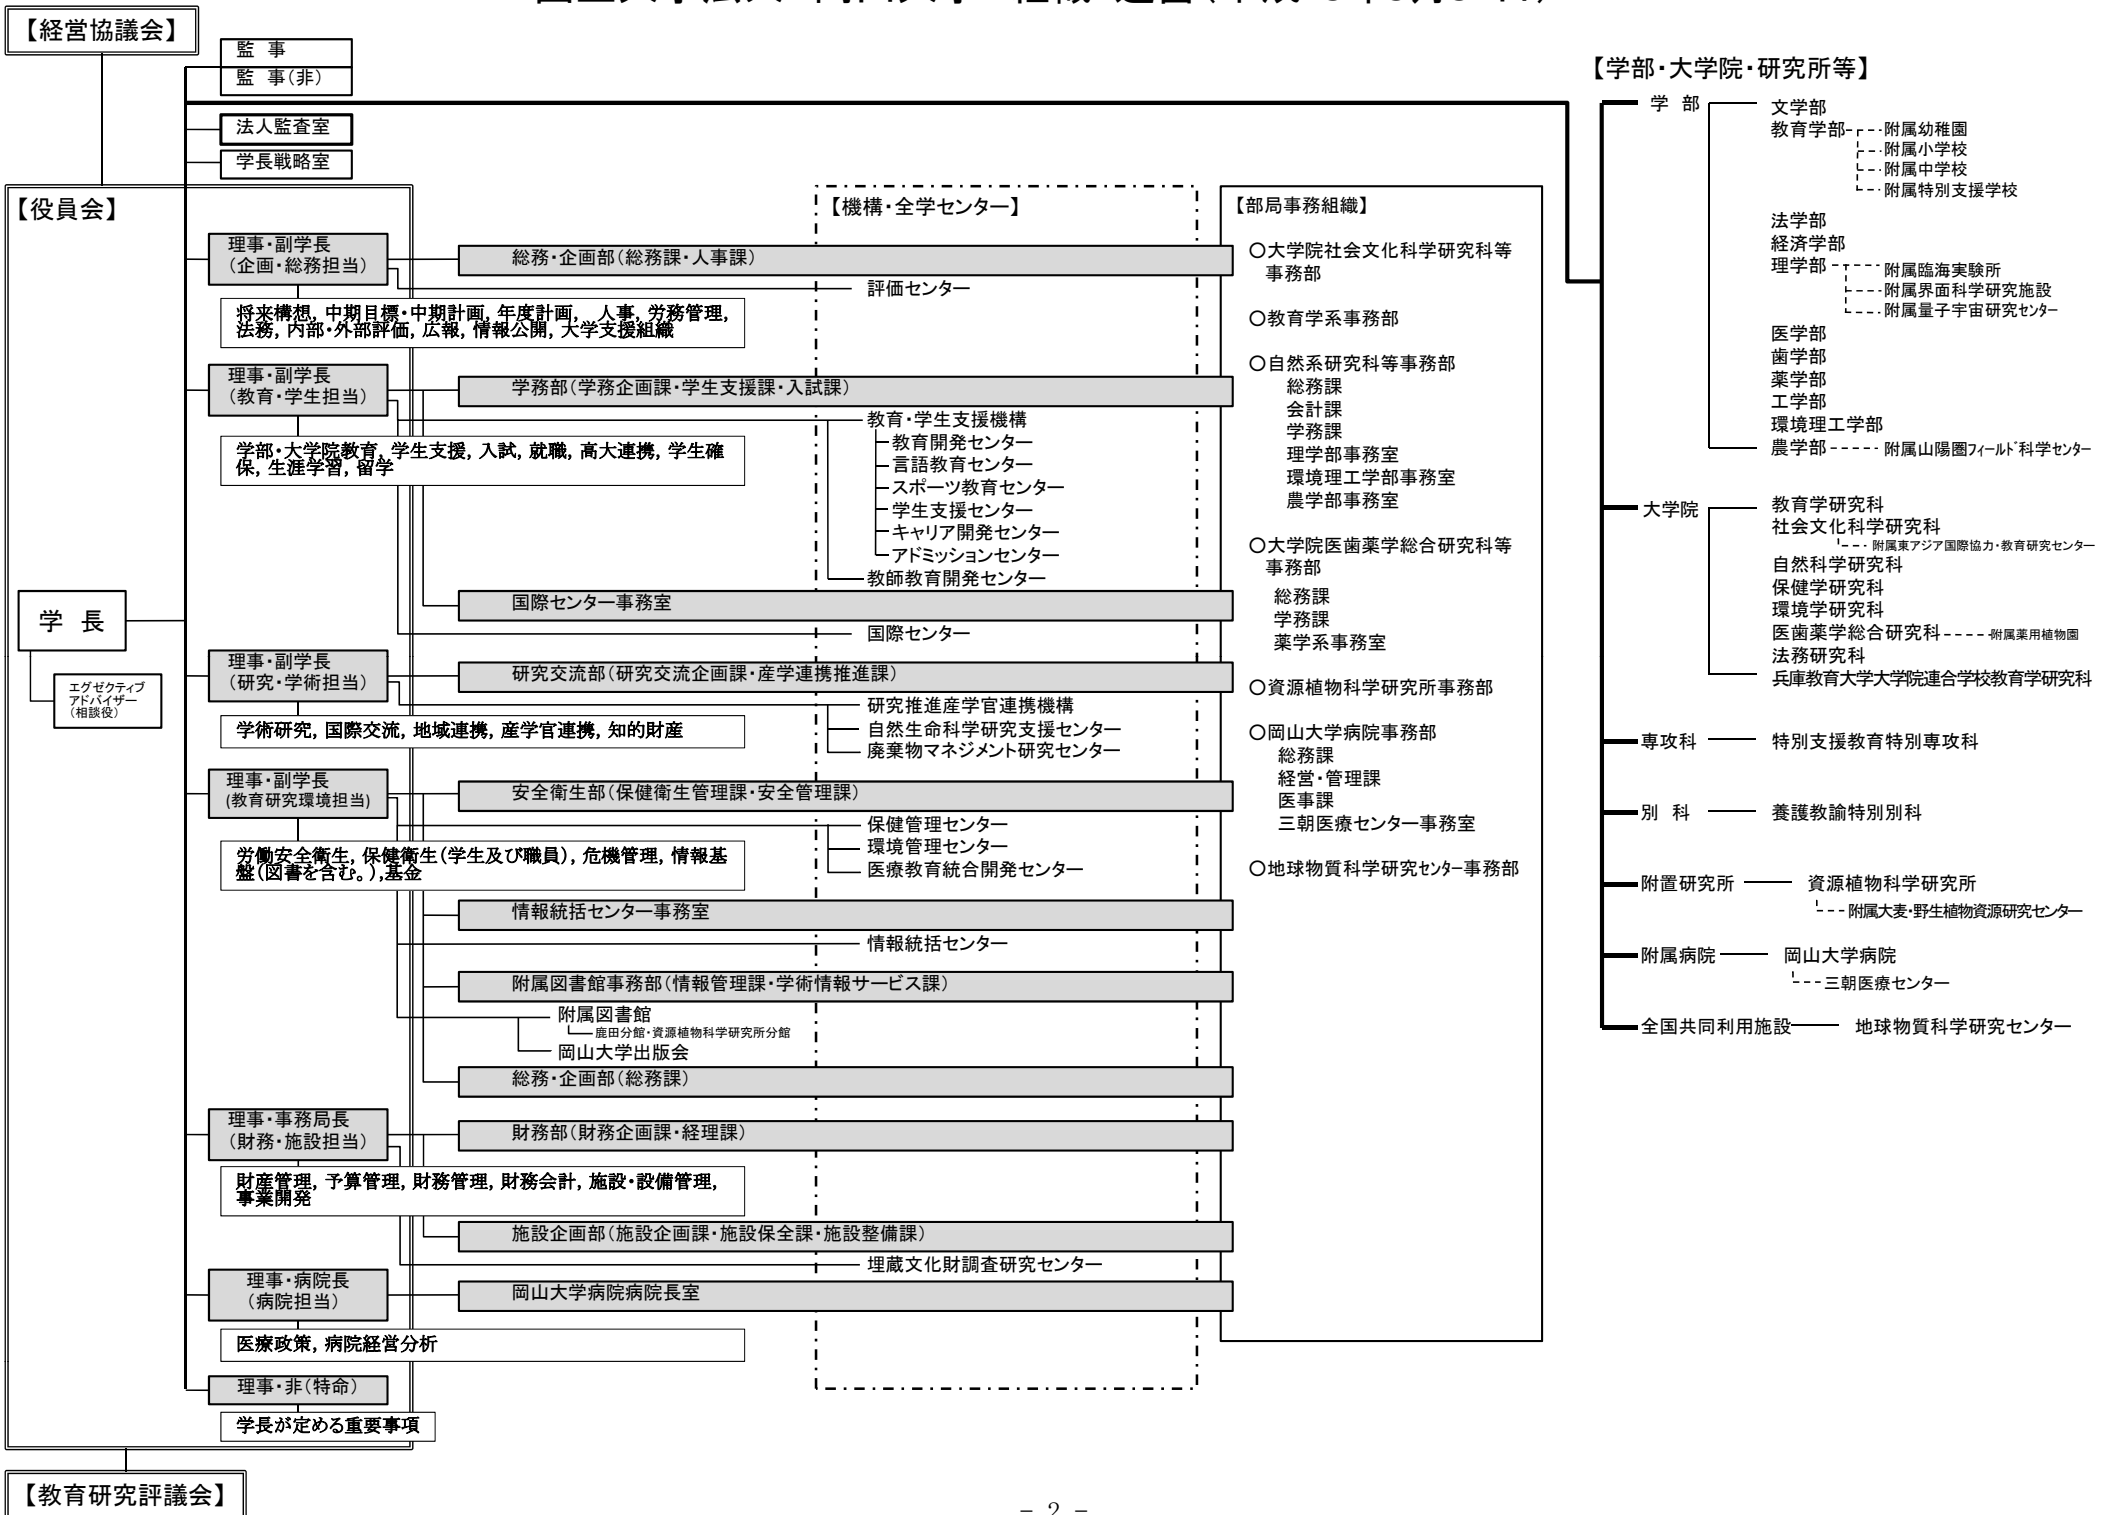 【経営協議会】
監 事
監 事(非)
法人監査室
学長戦略室
【役員会】
学 長
エグゼクティブ
アドバイザー
(相談役)
理事・副学長
(企画・総務担当)
総務・企画部(総務課・人事課)
評価センター
将来構想, 中期目標・中期計画, 年度計画, 人事, 労務管理,
法務, 内部・外部評価, 広報, 情報公開, 大学支援組織
理事・副学長
(教育・学生担当)
学務部(学務企画課・学生支援課・入試課)
学部・大学院教育, 学生支援, 入試, 就職, 高大連携, 学生確
保, 生涯学習, 留学
【機構・全学センター】
教育・学生支援機構
教育開発センター
言語教育センター
スポーツ教育センター
学生支援センター
キャリア開発センター
アドミッションセンター
教師教育開発センター
国際センター事務室
国際センター
理事・副学長
(研究・学術担当)
研究交流部(研究交流企画課・産学連携推進課)
研究推進産学官連携機構
自然生命科学研究支援センター
廃棄物マネジメント研究センター
学術研究, 国際交流, 地域連携, 産学官連携, 知的財産
理事・副学長
(教育研究環境担当)
安全衛生部(保健衛生管理課・安全管理課)
保健管理センター
環境管理センター
医療教育統合開発センター
労働安全衛生, 保健衛生(学生及び職員), 危機管理, 情報基
盤(図書を含む。),基金
情報統括センター事務室
情報統括センター
附属図書館事務部(情報管理課・学術情報サービス課)
附属図書館
鹿田分館・資源植物科学研究所分館
岡山大学出版会
総務・企画部(総務課)
理事・事務局長
(財務・施設担当)
財務部(財務企画課・経理課)
財産管理, 予算管理, 財務管理, 財務会計, 施設・設備管理,
事業開発
施設企画部(施設企画課・施設保全課・施設整備課)
埋蔵文化財調査研究センター
理事・病院長
(病院担当)
岡山大学病院病院長室
医療政策, 病院経営分析
理事・非(特命)
学長が定める重要事項
【教育研究評議会】
【部局事務組織】
○大学院社会文化科学研究科等
事務部
○教育学系事務部
○自然系研究科等事務部
総務課
会計課
学務課
理学部事務室
環境理工学部事務室
農学部事務室
○大学院医歯薬学総合研究科等
事務部
総務課
学務課
薬学系事務室
○資源植物科学研究所事務部
○岡山大学病院事務部
総務課
経営・管理課
医事課
三朝医療センター事務室
○地球物質科学研究センター事務部
【学部・大学院・研究所等】
学 部
文学部
教育学部
附属幼稚園
附属小学校
附属中学校
附属特別支援学校
法学部
経済学部
理学部
附属臨海実験所
附属界面科学研究施設
附属量子宇宙研究センター
医学部
歯学部
薬学部
工学部
環境理工学部
農学部
附属山陽圏フィールド科学センター
大学院
教育学研究科
社会文化科学研究科
附属東アジア国際協力・教育研究センター
自然科学研究科
保健学研究科
環境学研究科
医歯薬学総合研究科
附属薬用植物園
法務研究科
兵庫教育大学大学院連合学校教育学研究科
専攻科
特別支援教育特別専攻科
別 科
養護教諭特別別科
附置研究所
資源植物科学研究所
附属大麦・野生植物資源研究センター
附属病院
岡山大学病院
三朝医療センター
全国共同利用施設
地球物質科学研究センター
- 2 -